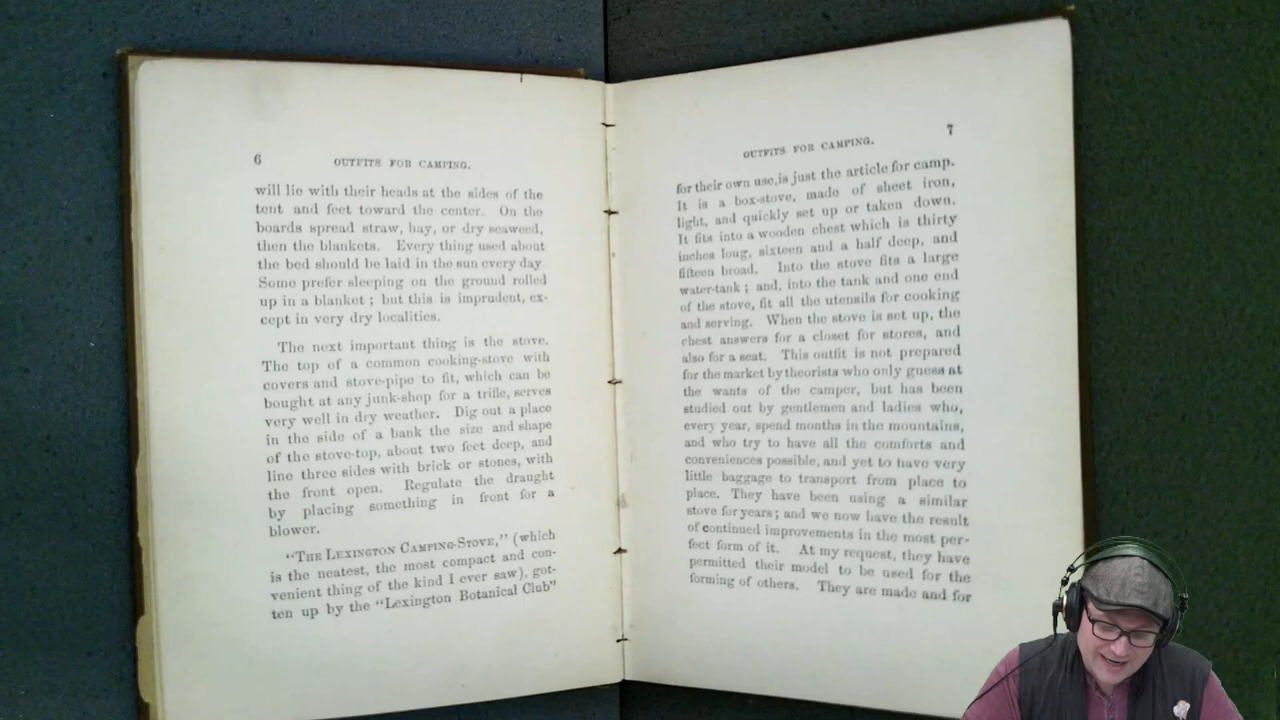 6
OUTFITS FOR CAMPING.
will lie with their heads at the sides of the
tent and feet toward the center. On the
boards spread straw, hay, or dry seaweed,
then the blankets. Every thing used about
the bed should be laid in the sun every day
Some prefer sleeping on the ground rolled
up in a blanket ; but this is imprudent, ex-
cept in very dry localities.
The next important thing is the stove.
The top of a common cooking-stove with
covers and stove-pipe to fit, which can be
bought at any junk-shop for a trifle, serves
very well in dry weather. Dig out a place
in the side of a bank the size and shape
of the stove-top, about two feet deep, and
line three sides with brick or stones, with
the front open. Regulate the draught
by placing something in front for a
blower.
"THE LEXINGTON CAMPING-STOVE," (which
is the neatest, the most compact and con-
venient thing of the kind I ever saw), got-
ten up by the "Lexington Botanical Club"
OUTFITS FOR CAMPING.
7
for their own use, is just the article for camp.
It is a box-stove, made of sheet iron,
light, and quickly set up or taken down.
It fits into a wooden chest which is thirty
inches long, sixteen and a half deep, and
fifteen broad. Into the stove fits a large
water-tank ; and, into the tank and one end
of the stove, fit all the utensils for cooking
and serving. When the stove is set up, the
chest answers for a closet for stores, and
also for a seat. This outfit is not prepared
for the market by theorists who only guess at
the wants of the camper, but has been
studied out by gentlemen and ladies who,
every year, spend months in the mountains,
and who try to have all the comforts and
conveniences possible, and yet to have very
little baggage to transport from place to
place. They have been using a similar
stove for years ; and we now have the result
of continued improvements in the most per-
fect form of it. At my request, they have
permitted their model to be used for the
forming of others. They are made and for